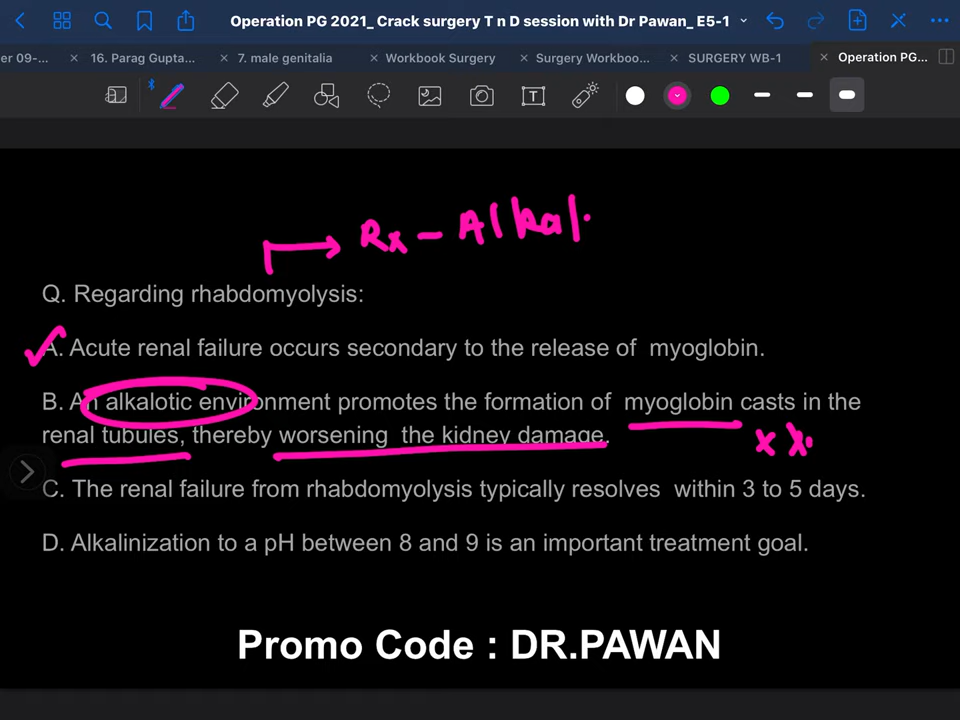 Operation PG 2021_ Crack surgery T n D session with Dr Pawan_ E5-1
er 09-... 16. Parag Gupta... 7. male genitalia Workbook Surgery Surgery Workboo... SURGERY WB-1 Operation PG...
T
Rx - Alkal.
Q. Regarding rhabdomyolysis:
A. Acute renal failure occurs secondary to the release of myoglobin.
B. An alkalotic environment promotes the formation of myoglobin casts in the
renal tubules, thereby worsening the kidney damage.
C. The renal failure from rhabdomyolysis typically resolves within 3 to 5 days.
D. Alkalinization to a pH between 8 and 9 is an important treatment goal.
Promo Code : DR.PAWAN